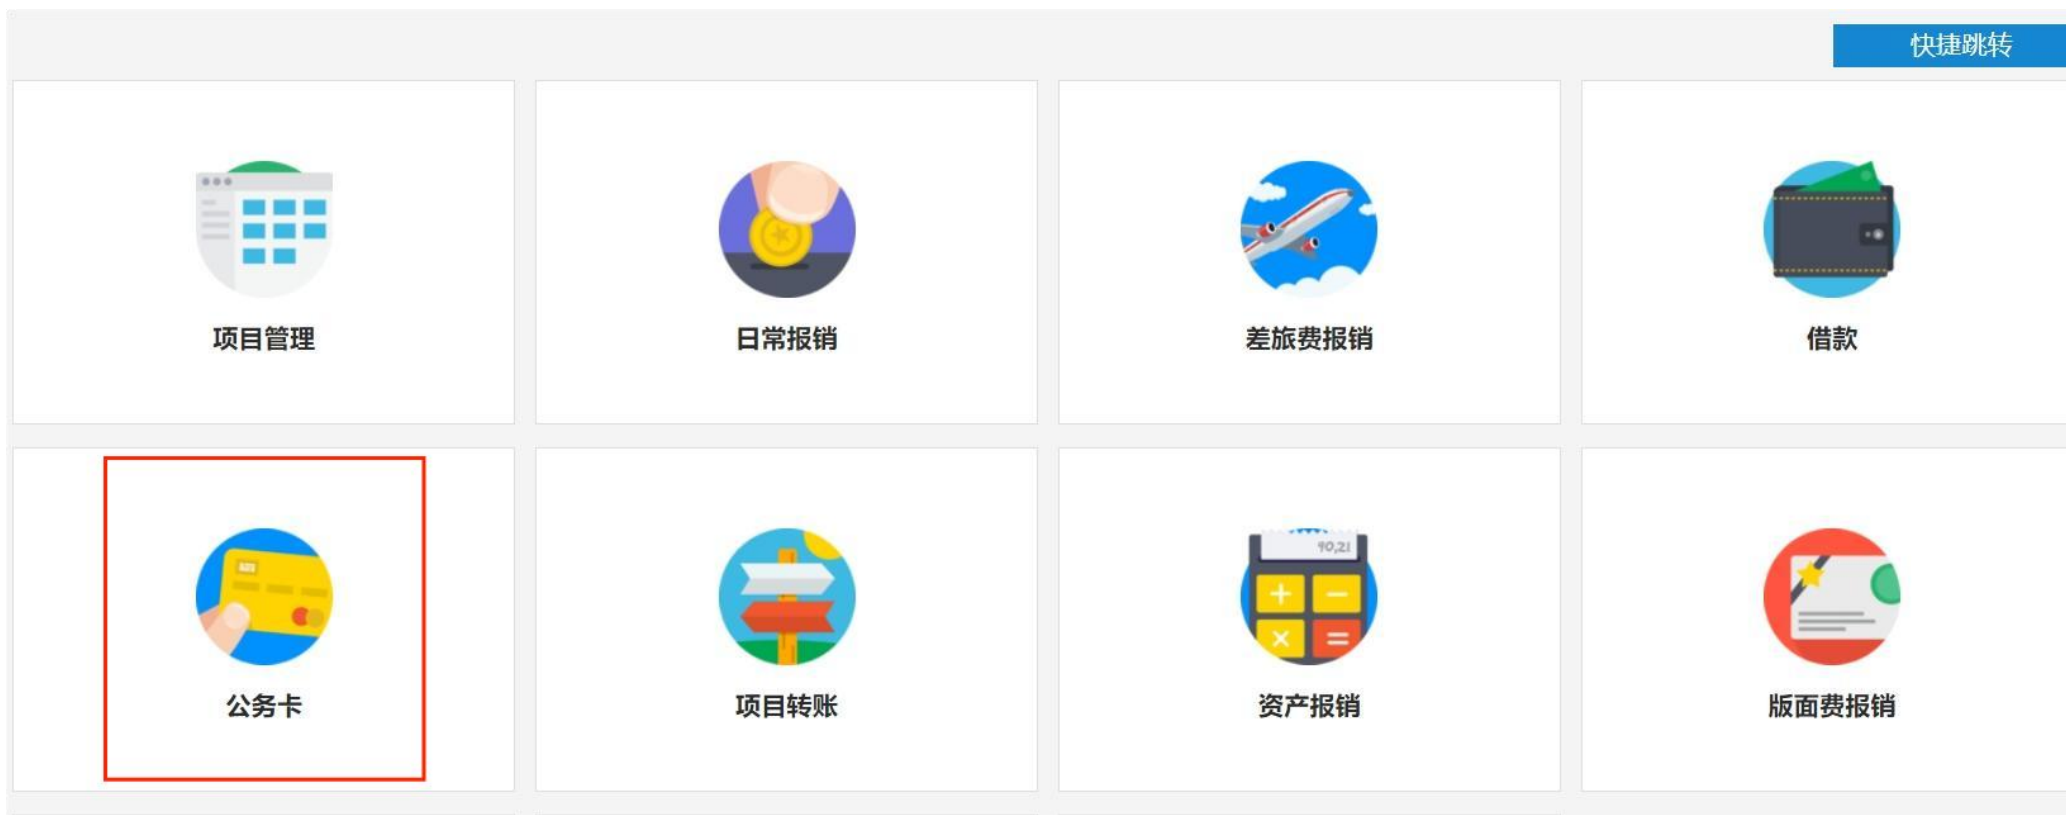 快捷跳转
项目管理
日常报销
差旅费报销
借款
公务卡
项目转账
资产报销
版面费报销